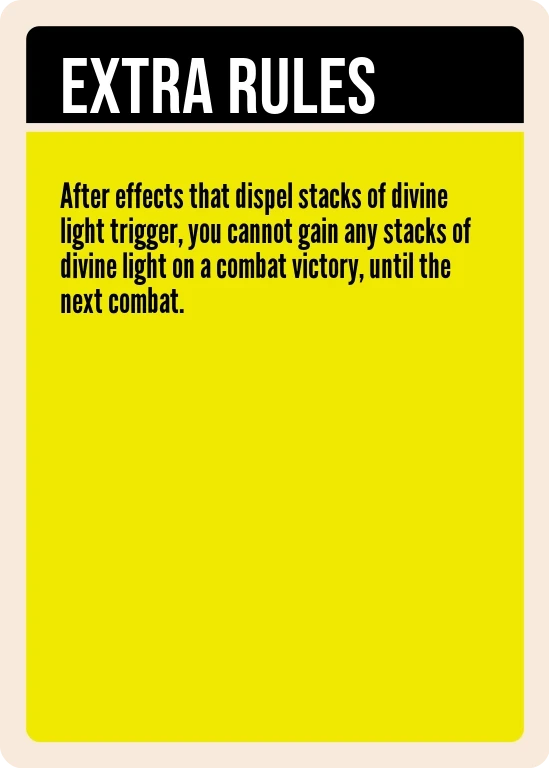 EXTRA RULES
After effects that dispel stacks of divine
light trigger, you cannot gain any stacks of
divine light on a combat victory, until the
next combat.